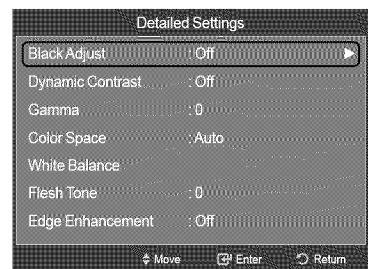 Detailed Settings
Black Adjust : Off
Dynamic Contrast : Off
Gamma : 0
Color Space : Auto
White Balance
Flesh Tone : 0
Edge Enhancement : Off
Move Enter Return